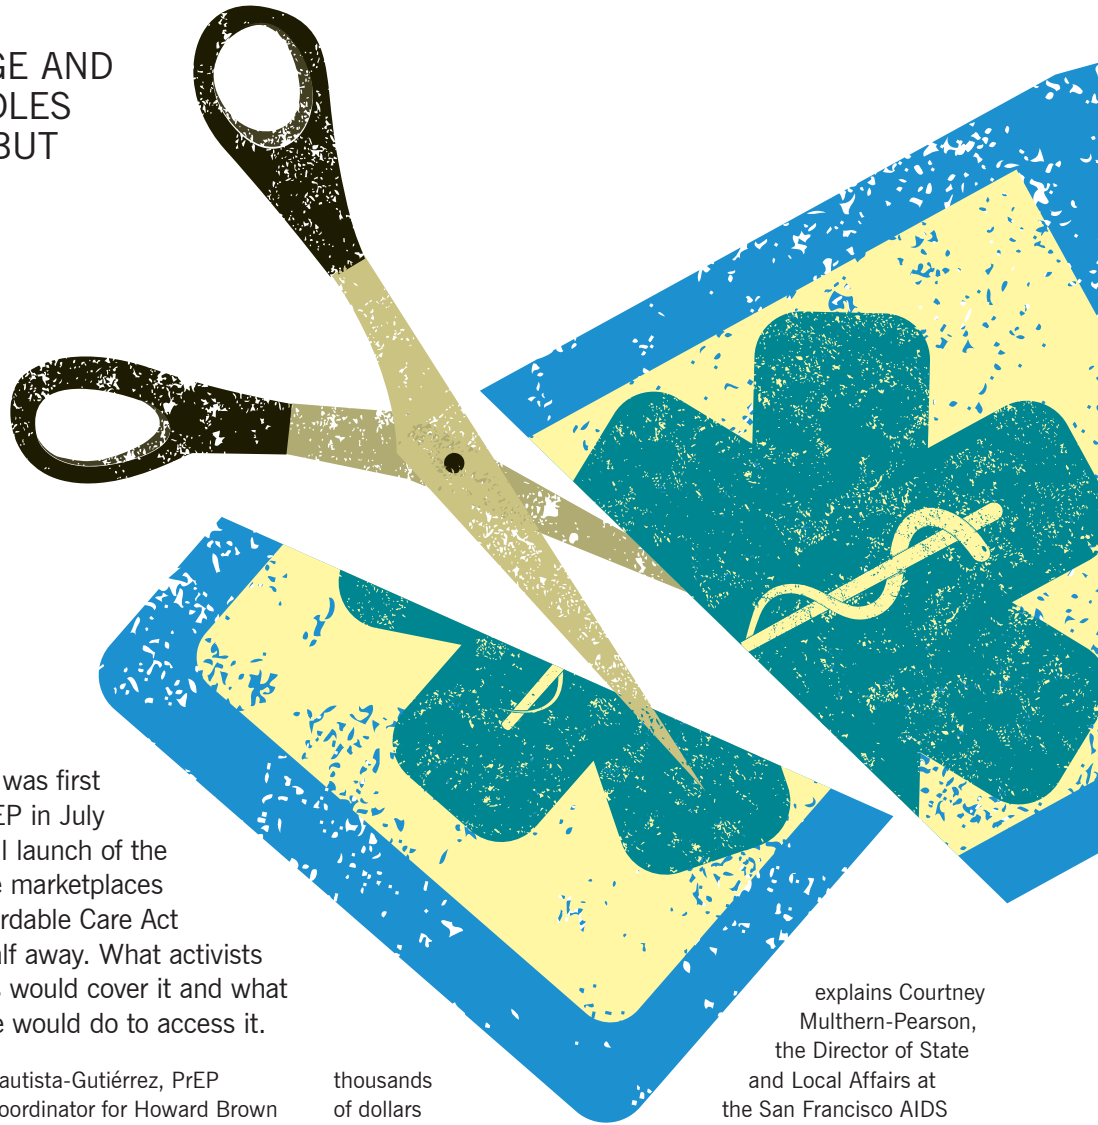 GE AND
OLES
BUT
was first
EP in July
l launch of the
e marketplaces
rdable Care Act
alf away. What activists
s would cover it and what
e would do to access it.
autista-Gutiérrez, PrEP
oordinator for Howard Brown
thousands
of dollars
explains Courtney
Multhern-Pearson,
the Director of State
and Local Affairs at
the San Francisco AIDS